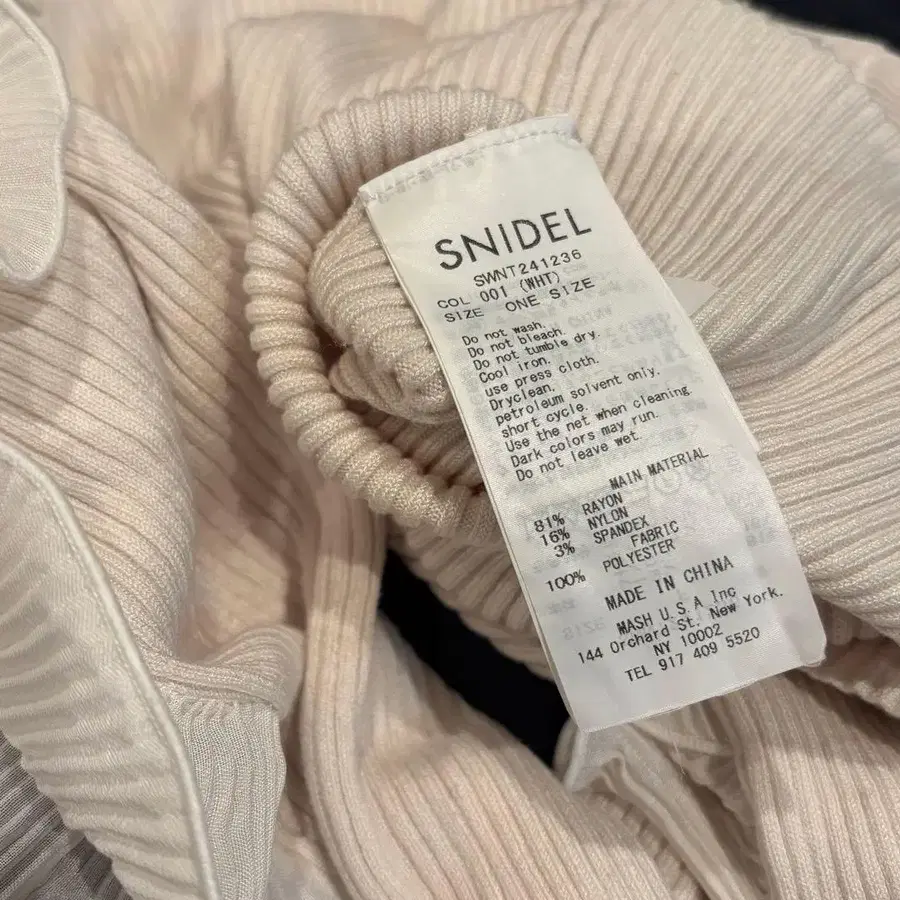 SNIDEL
SWNT241236
COL 001 (WHT)
SIZE ONE SIZE
Do not wash.
Do not bleach.
Do not tumble dry.
Cool iron.
use press cloth.
Dryclean.
petroleum solvent only.
short cycle.
Use the net when cleaning.
Dark colors may run.
Do not leave wet.
MAIN MATERIAL
81% RAYON
16% NYLON
3% SPANDEX
FABRIC
100% POLYESTER
MADE IN CHINA
MASH U.S.A Inc
144 Orchard St. New York.
NY 10002
TEL 917 409 5520